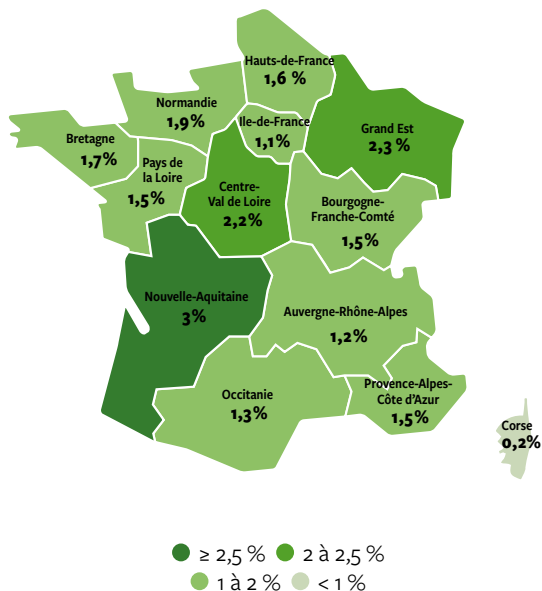 Hauts-de-France
1,6 %
Normandie
1,9%
Ile-de-France
1,1%
Grand Est
2,3 %
Bretagne
1,7%
Pays de
la Loire
1,5%
Centre-
Val de Loire
2,2%
Bourgogne-
Franche-Comté
1,5%
Nouvelle-Aquitaine
3%
Auvergne-Rhône-Alpes
1,2%
Occitanie
1,3%
Provence-Alpes-
Côte d'Azur
1,5%
Corse
0,2%
≥ 2,5 % 2 à 2,5 %
1 à 2 % < 1 %